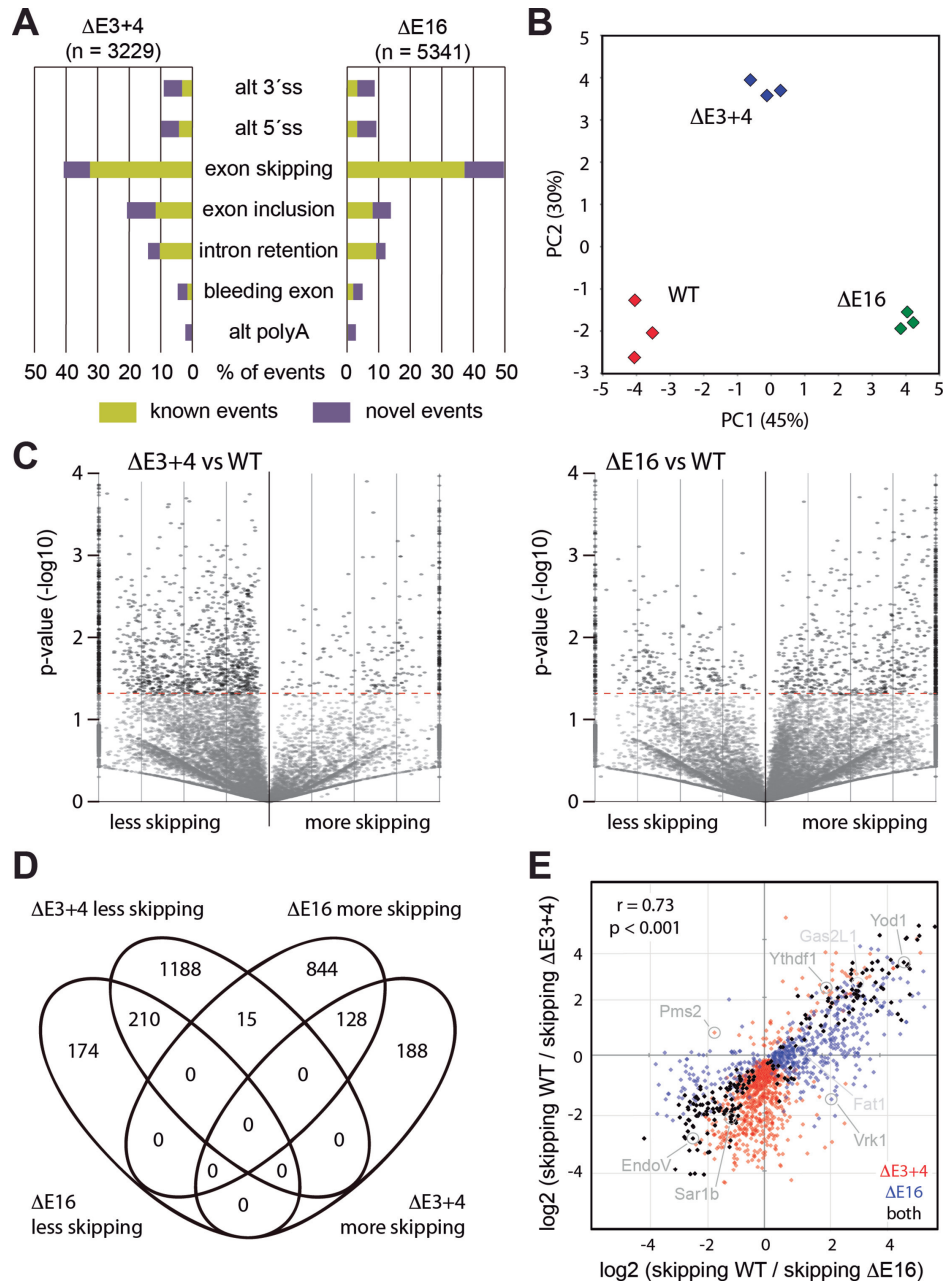 A
ΔE3+4
(n = 3229)
ΔE16
(n = 5341)
alt 3´ss
alt 5´ss
exon skipping
exon inclusion
intron retention
bleeding exon
alt polyA
50 40 30 20 10 0 % of events 0 10 20 30 40 50
known events
novel events
B
5
4
3
2
1
0
-1
-2
-3
PC2 (30%)
ΔE3+4
WT
ΔE16
-5 -4 -3 -2 -1 0 1 2 3 4 5
PC1 (45%)
C
ΔE3+4 vs WT
4
3
2
1
0
p-value (-log10)
less skipping
more skipping
ΔE16 vs WT
4
3
2
1
0
p-value (-log10)
less skipping
more skipping
D
ΔE3+4 less skipping
ΔE16 more skipping
1188
844
210
15
128
174
188
0
0
0
0
0
0
0
0
ΔE16
less skipping
ΔE3+4
more skipping
E
r = 0.73
p < 0.001
Yod1
Gas2L1
Ythdf1
Pms2
Fat1
Vrk1
EndoV
Sar1b
ΔE3+4
ΔE16
both
4
2
0
-2
-4
log2 (skipping WT / skipping ΔE3+4)
-4 -2 0 2 4
log2 (skipping WT / skipping ΔE16)